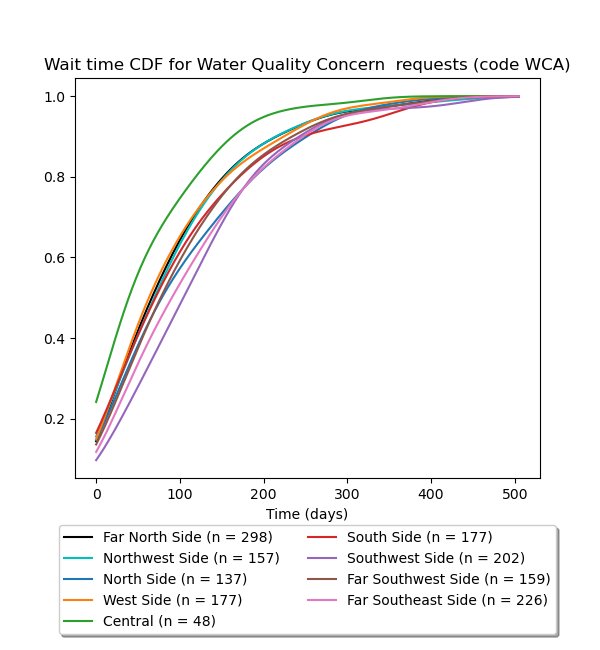 Wait time CDF for Water Quality Concern  requests (code WCA)
1.0
0.8
0.6
0.4
0.2
0 100 200 300 400 500
Time (days)
Far North Side (n = 298)
Northwest Side (n = 157)
North Side (n = 137)
West Side (n = 177)
Central (n = 48)
South Side (n = 177)
Southwest Side (n = 202)
Far Southwest Side (n = 159)
Far Southeast Side (n = 226)